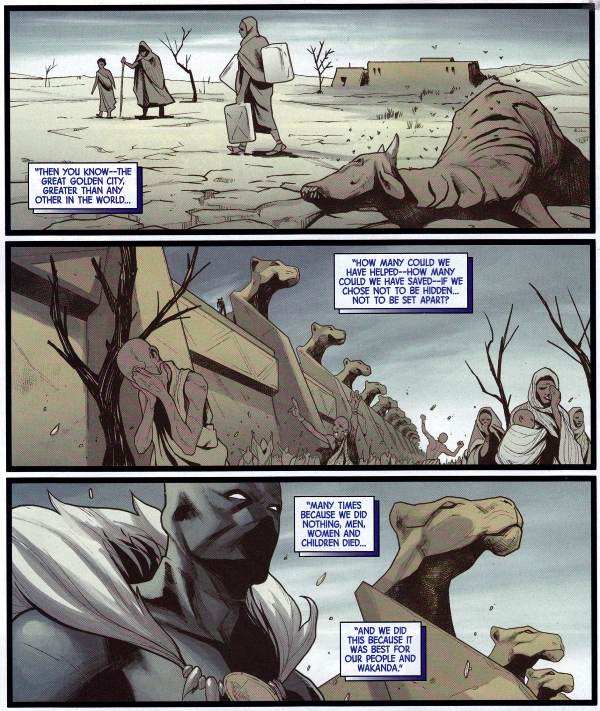 "THEN YOU KNOW--THE
GREAT GOLDEN CITY,
GREATER THAN ANY
OTHER IN THE WORLD...
"HOW MANY COULD WE
HAVE HELPED--HOW MANY
COULD WE HAVE SAVED--IF WE
CHOSE NOT TO BE HIDDEN...
NOT TO BE SET APART?
"MANY TIMES
BECAUSE WE DID
NOTHING, MEN,
WOMEN AND
CHILDREN DIED...
"AND WE DID
THIS BECAUSE IT
WAS BEST FOR
OUR PEOPLE AND
WAKANDA."